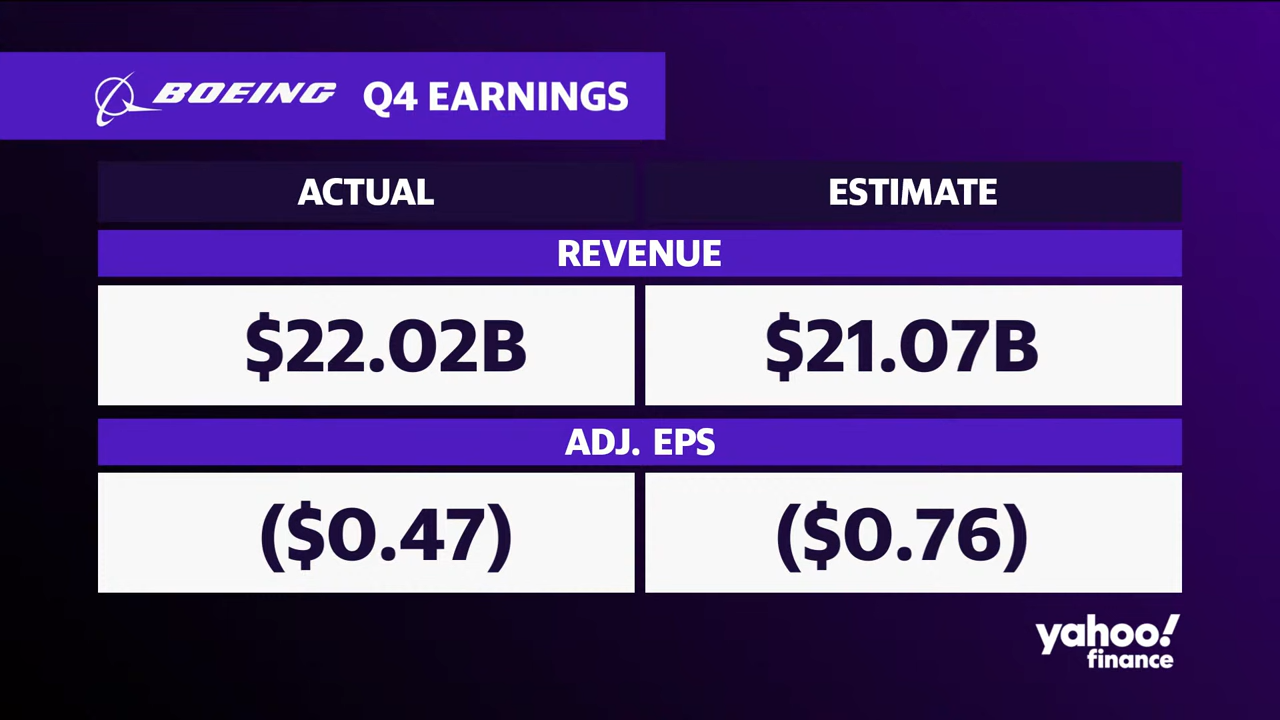 BOEING Q4 EARNINGS
ACTUAL ESTIMATE
REVENUE
$22.02B $21.07B
ADJ. EPS
($0.47) ($0.76)
yahoo!
finance